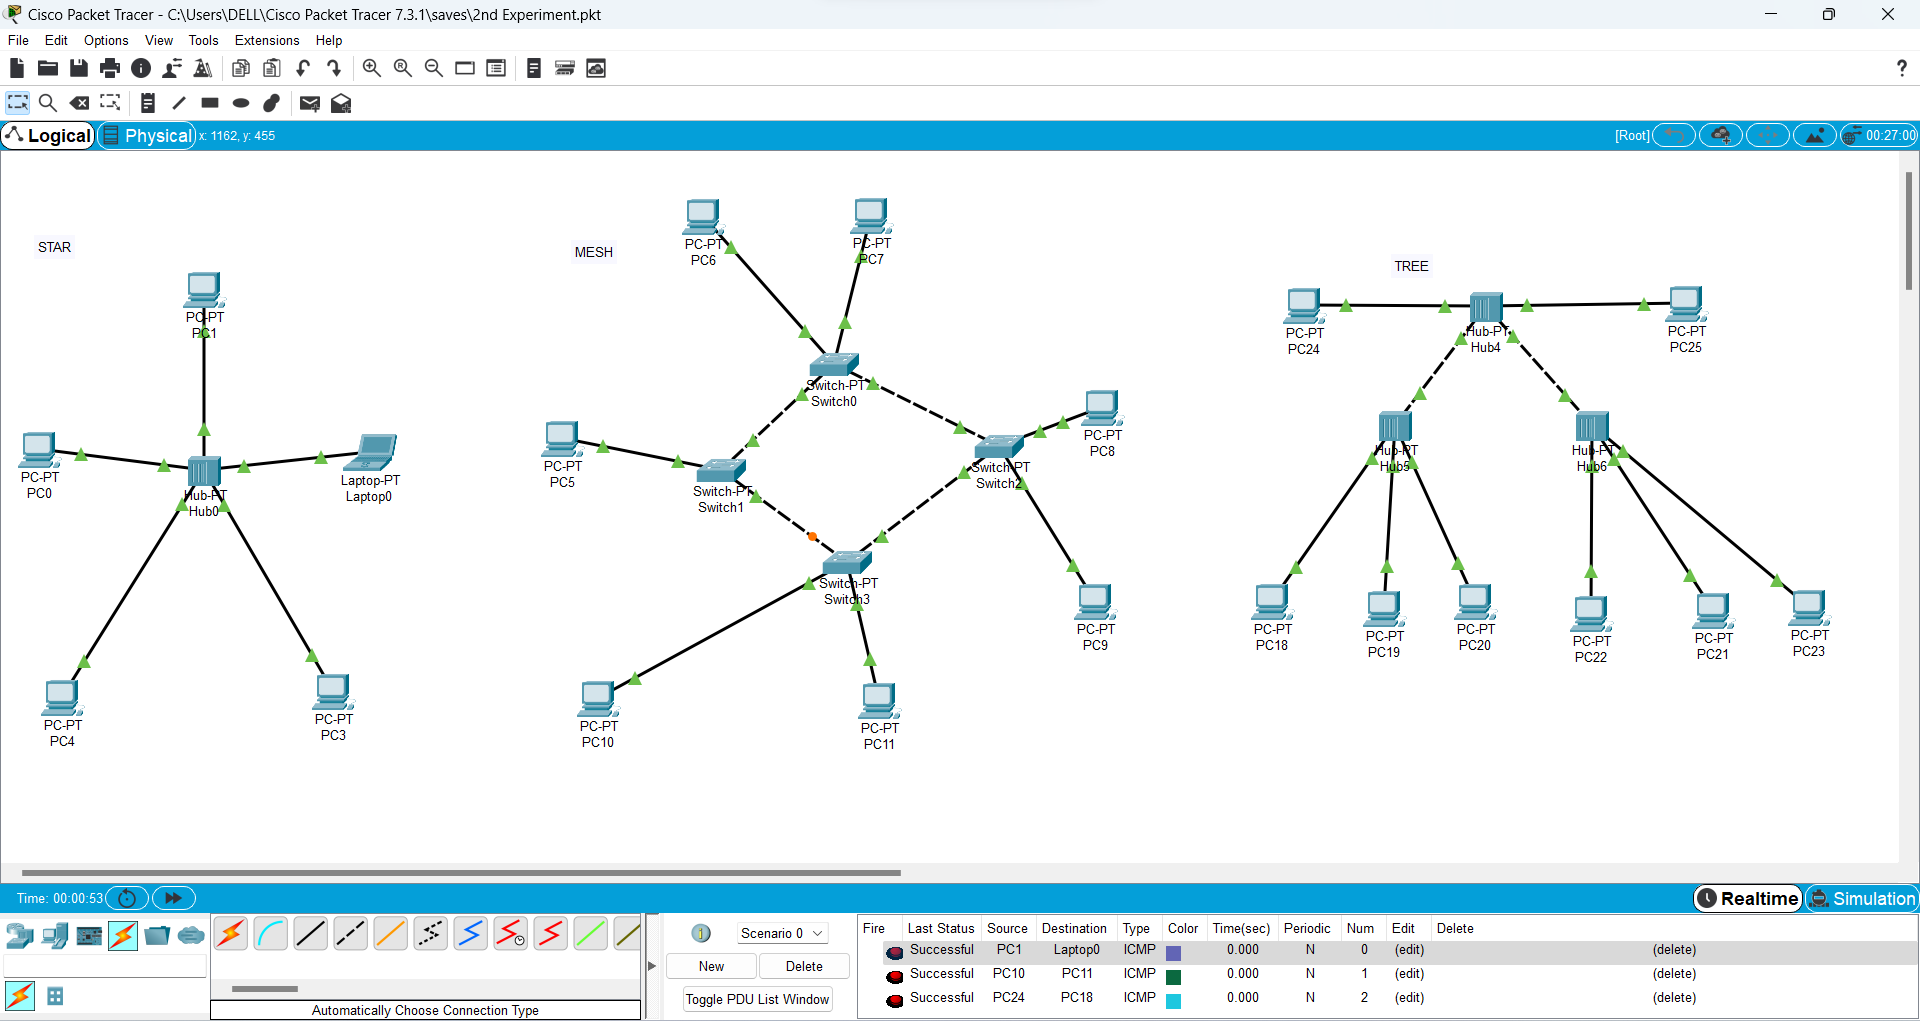 Cisco Packet Tracer - C:\Users\DELL\Cisco Packet Tracer 7.3.1\saves\2nd Experiment.pkt
File Edit Options View Tools Extensions Help
Logical Physical x: 1162, y: 455 [Root] 00:27:00
STAR
PC-PT
PC1
PC-PT
PC0
Hub-PT
Hub0
Laptop-PT
Laptop0
PC-PT
PC4
PC-PT
PC3
MESH
PC-PT
PC6
PC-PT
PC7
Switch-PT
Switch0
PC-PT
PC5
Switch-PT
Switch1
Switch-PT
Switch2
PC-PT
PC8
Switch-PT
Switch3
PC-PT
PC9
PC-PT
PC10
PC-PT
PC11
TREE
PC-PT
PC24
Hub-PT
Hub4
PC-PT
PC25
Hub-PT
Hub5
Hub-PT
Hub6
PC-PT
PC18
PC-PT
PC19
PC-PT
PC20
PC-PT
PC22
PC-PT
PC21
PC-PT
PC23
Time: 00:00:53 Realtime Simulation
Automatically Choose Connection Type
Scenario 0
New Delete
Toggle PDU List Window
Fire Last Status Source Destination Type Color Time(sec) Periodic Num Edit Delete
Successful PC1 Laptop0 ICMP 0.000 N 0 (edit) (delete)
Successful PC10 PC11 ICMP 0.000 N 1 (edit) (delete)
Successful PC24 PC18 ICMP 0.000 N 2 (edit) (delete)